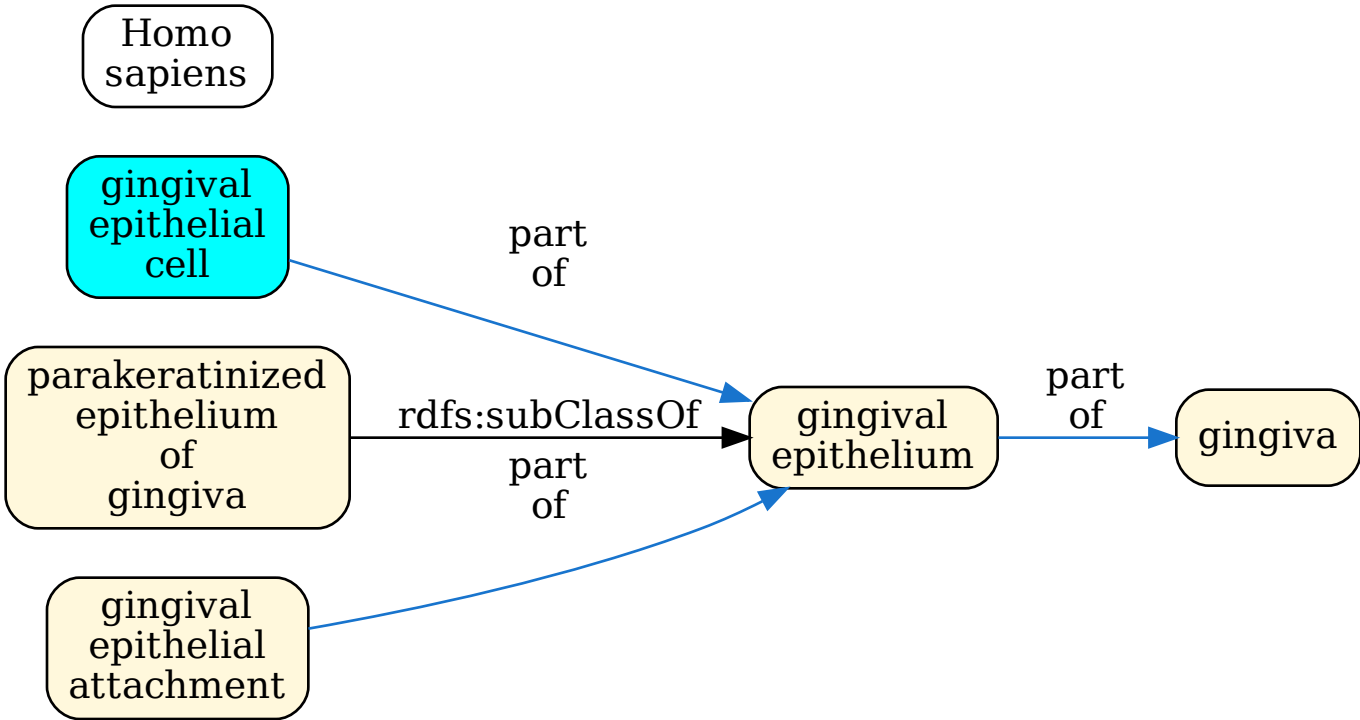 Homo
sapiens
gingival
epithelial
cell
part
of
parakeratinized
epithelium
of
gingiva
rdfs:subClassOf
part
of
gingival
epithelium
part
of
gingiva
gingival
epithelial
attachment